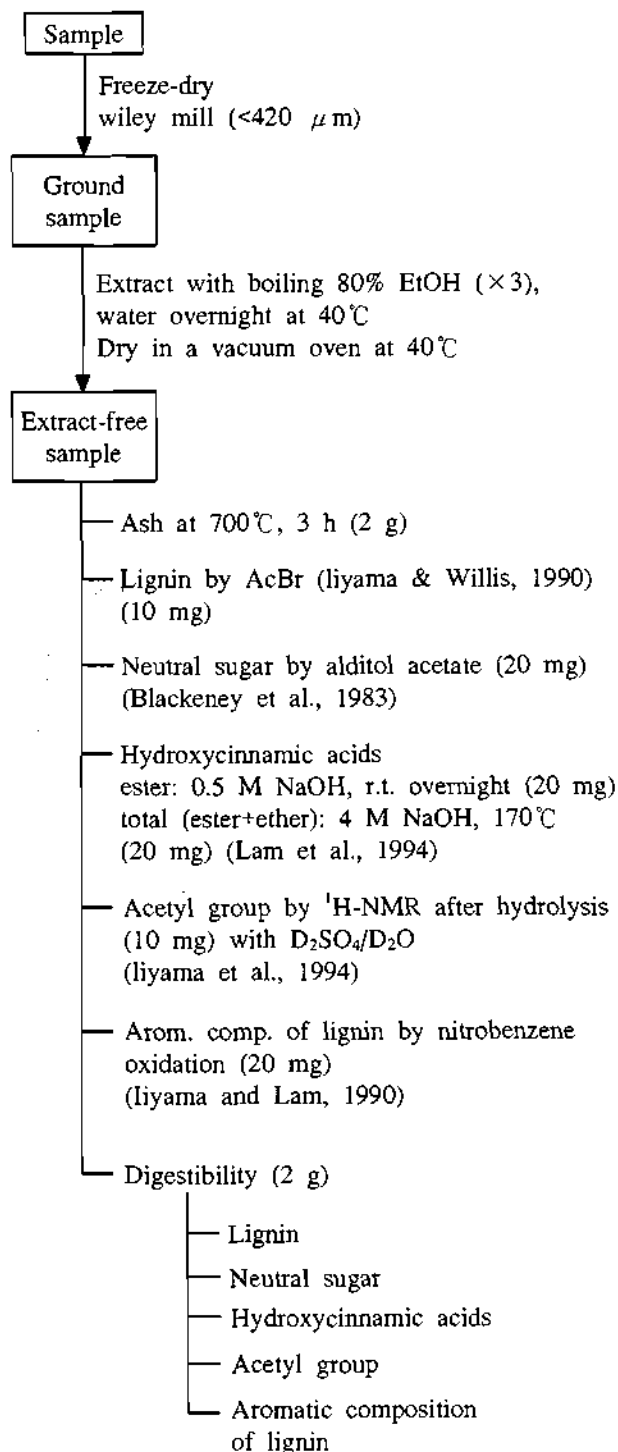 Sample
Freeze-dry
wiley mill (<420 μm)
Ground
sample
Extract with boiling 80% EtOH (×3),
water overnight at 40℃
Dry in a vacuum oven at 40℃
Extract-free
sample
Ash at 700℃, 3 h (2 g)
Lignin by AcBr (Iiyama & Willis, 1990)
(10 mg)
Neutral sugar by alditol acetate (20 mg)
(Blackeney et al., 1983)
Hydroxycinnamic acids
ester: 0.5 M NaOH, r.t. overnight (20 mg)
total (ester+ether): 4 M NaOH, 170℃
(20 mg) (Lam et al., 1994)
Acetyl group by ¹H-NMR after hydrolysis
(10 mg) with D₂SO₄/D₂O
(Iiyama et al., 1994)
Arom. comp. of lignin by nitrobenzene
oxidation (20 mg)
(Iiyama and Lam, 1990)
Digestibility (2 g)
Lignin
Neutral sugar
Hydroxycinnamic acids
Acetyl group
Aromatic composition
of lignin